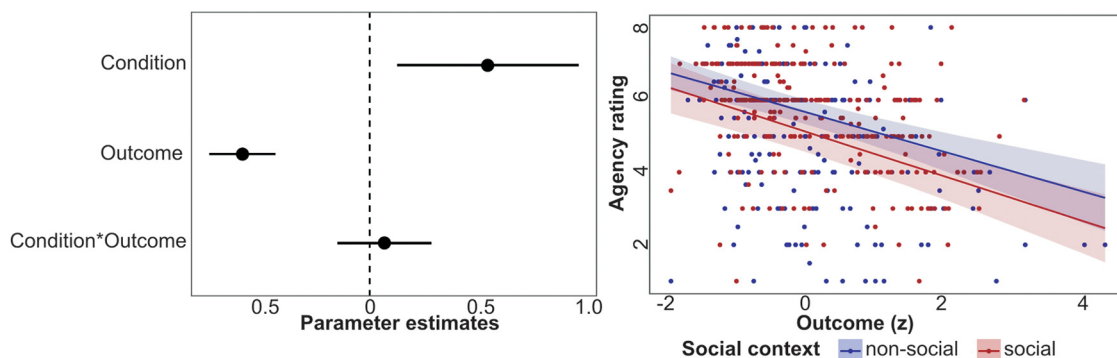 Condition
Outcome
Condition*Outcome
0.5 0 0.5 1.0
Parameter estimates
Agency rating
8
6
4
2
-2 0 2 4
Outcome (z)
Social context non-social social